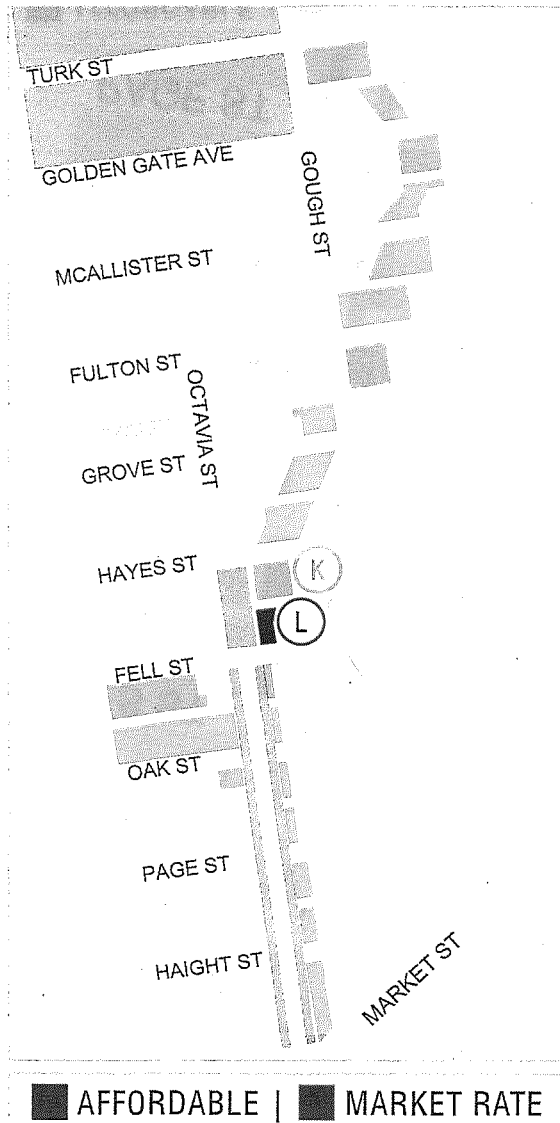 TURK ST
GOLDEN GATE AVE
GOUGH ST
MCALLISTER ST
FULTON ST
OCTAVIA ST
GROVE ST
HAYES ST
K
L
FELL ST
OAK ST
PAGE ST
HAIGHT ST
MARKET ST
AFFORDABLE | MARKET RATE